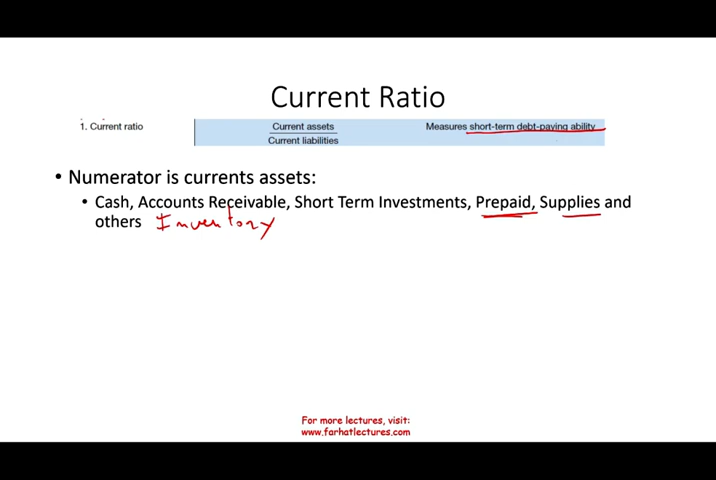 Current Ratio
1. Current ratio
Current assets
Current liabilities
Measures short-term debt-paying ability
• Numerator is currents assets:
• Cash, Accounts Receivable, Short Term Investments, Prepaid, Supplies and
others Inventory
For more lectures, visit:
www.farhatlectures.com